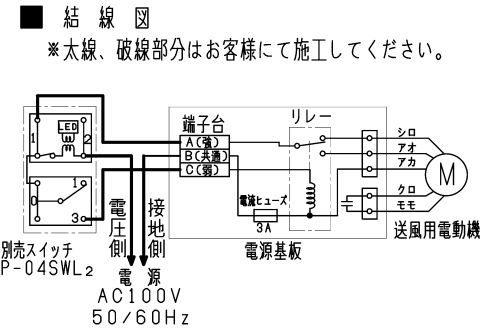 ■ 結線図
※太線、破線部分はお客様にて施工してください。
リレー
端子台
LED
1
2
A(強)
B(共通)
C(弱)
シロ
アオ
アカ
M
1
0
3
クロ
モモ
電流ヒューズ
3A
電圧側
接地側
送風用電動機
別売スイッチ
P-04SWL2
電源基板
電源
AC100V
50/60Hz